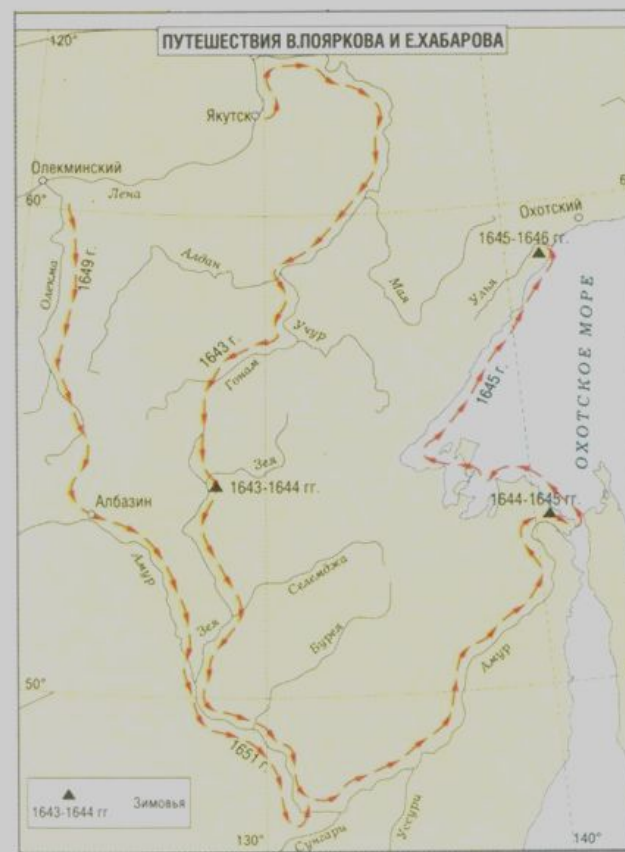 ПУТЕШЕСТВИЯ В.ПОЯРКОВА И Е.ХАБАРОВА
120°
Якутск
Олекминский
Лена
60°
Охотский
6
1645-1646 гг.
Олекма
1649 г.
Алдан
Мая
Улья
Учур
1643 г.
Гонам
1645 г.
ОХОТСКОЕ МОРЕ
Зея
1643-1644 гг.
1644-1645 гг.
Албазин
Амур
Селемджа
Зея
Бурея
Амур
50°
1651 г.
1643-1644 гг
Зимовья
130°
Сунгари
Уссури
140°